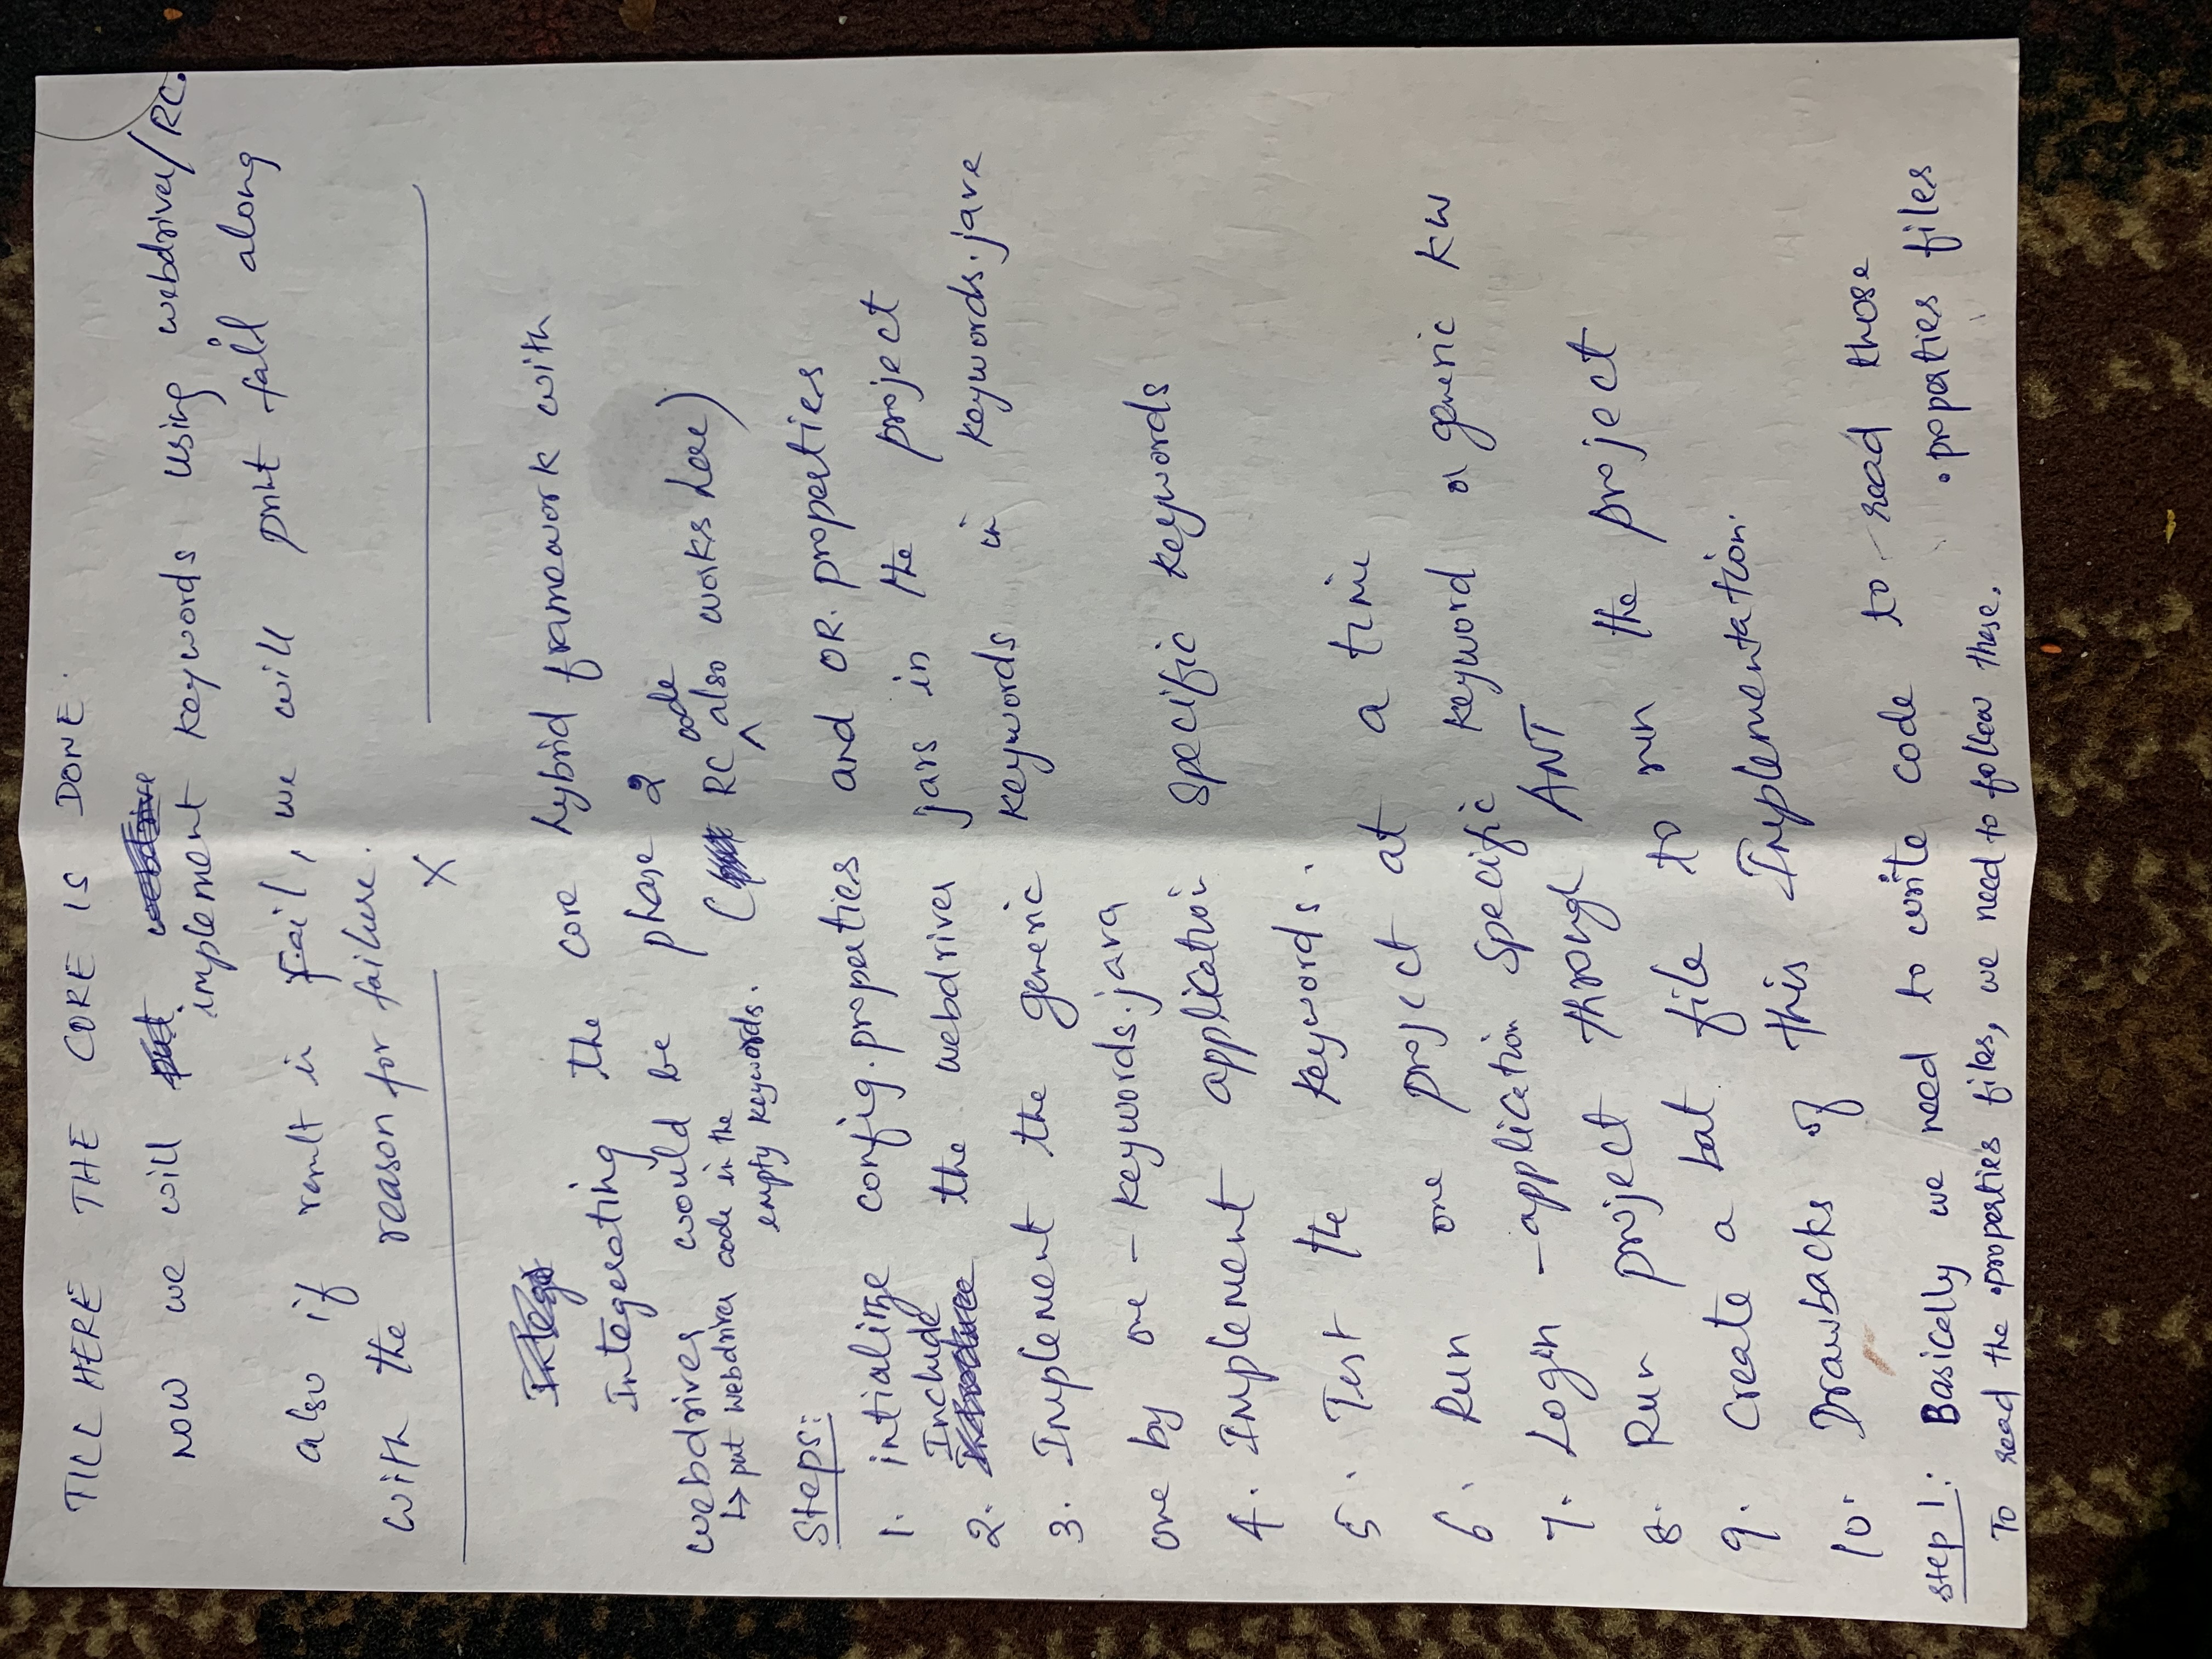 TILL HERE THE CORE IS DONE.
NOW we will implement keywords using webdriver/RC.
also if result is Fail, we will print fail along
with the reason for failure.
X
Integerating the core hybrid framework with
webdriver would be phase 2
↳ put webdriver code in the
empty keywords. (RC code also works here)
Steps:
1. intialize config.properties and OR.properties
2. Include the webdriver jars in the project
3. Implement the generic keywords in keywords.java
one by one - keywords.java
4. Implement application specific keywords
5. Test the keywords.
6. Run one project at a time
7. Login - application specific keyword or generic KW
8. Run project through ANT
9. Create a bat file to run the project
10. Drawbacks of this Implementation.
step 1: Basically we need to write code to read those
.properties files
To read the .properties files, we need to follow these.